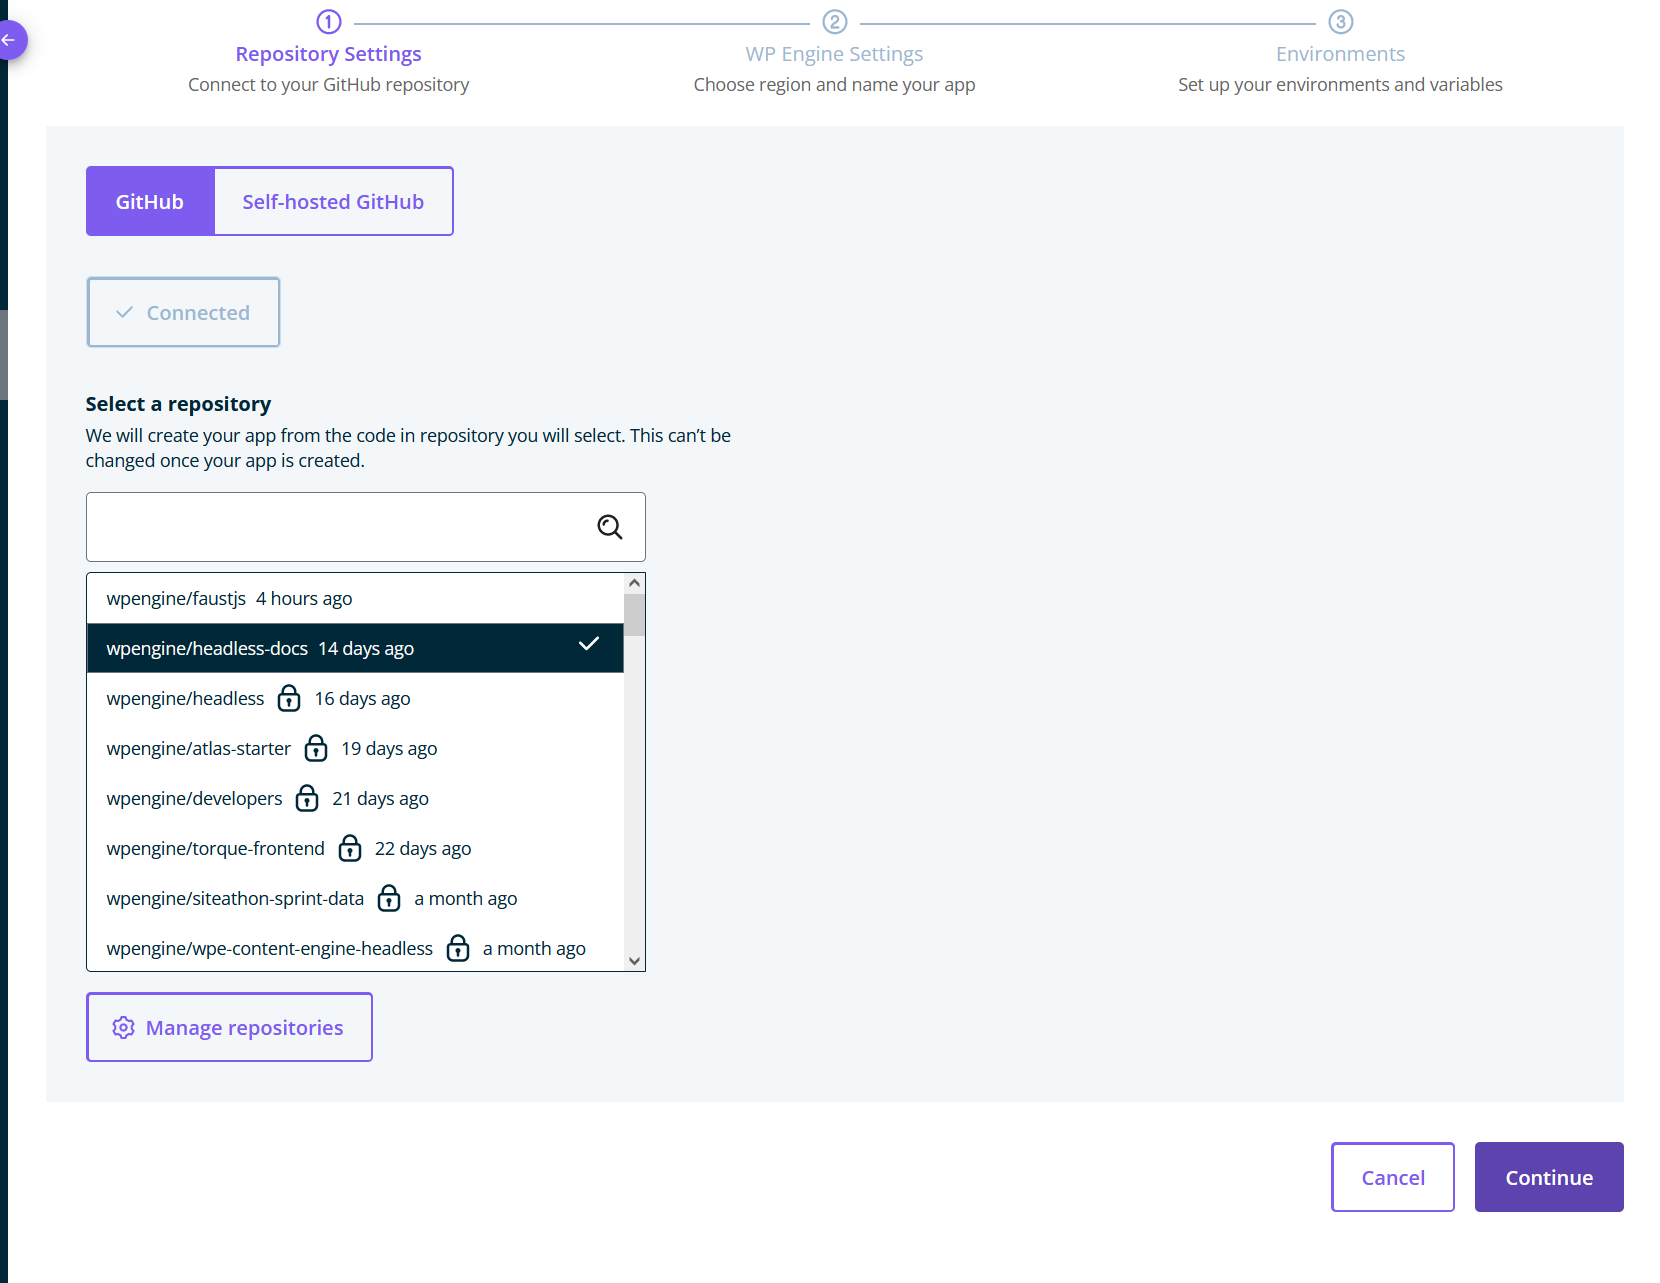 1
2
3
Repository Settings
WP Engine Settings
Environments
Connect to your GitHub repository
Choose region and name your app
Set up your environments and variables
GitHub
Self-hosted GitHub
Connected
Select a repository
We will create your app from the code in repository you will select. This can’t be
changed once your app is created.
wpengine/faustjs 4 hours ago
wpengine/headless-docs 14 days ago
wpengine/headless 16 days ago
wpengine/atlas-starter 19 days ago
wpengine/developers 21 days ago
wpengine/torque-frontend 22 days ago
wpengine/siteathon-sprint-data a month ago
wpengine/wpe-content-engine-headless a month ago
Manage repositories
Cancel
Continue